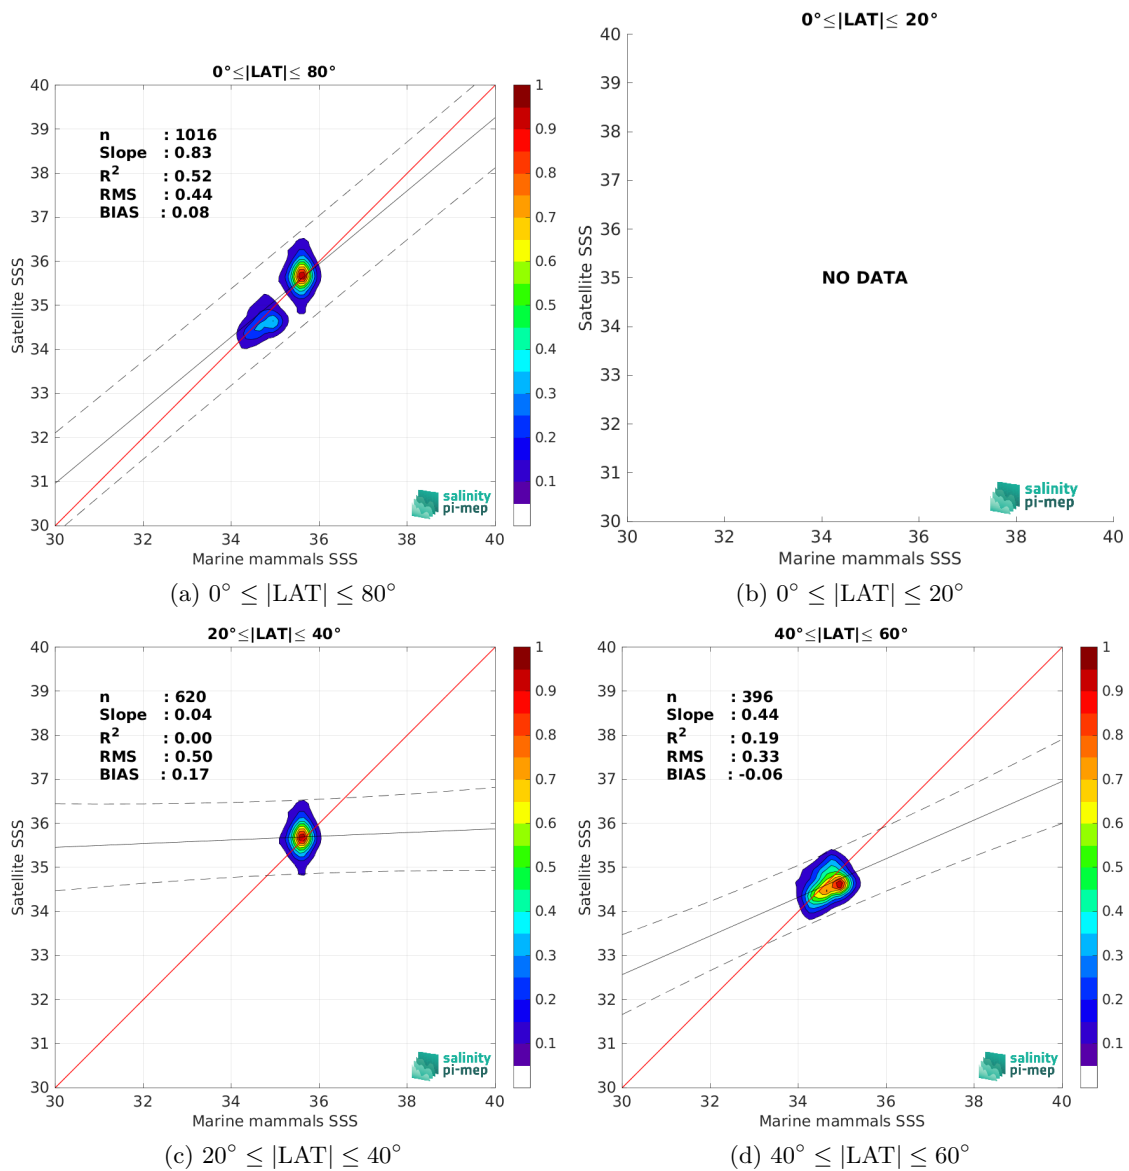 0°≤|LAT|≤ 80°
40
39
38
37
36
35
34
33
32
31
30
n : 1016
Slope : 0.83
R² : 0.52
RMS : 0.44
BIAS : 0.08
30 32 34 36 38 40
1
0.9
0.8
0.7
0.6
0.5
0.4
0.3
0.2
0.1
Satellite SSS
Marine mammals SSS
salinity
pi-mep
(a) 0° ≤ |LAT| ≤ 80°
0°≤|LAT|≤ 20°
40
39
38
37
36
35
34
33
32
31
30
NO DATA
30 32 34 36 38 40
Satellite SSS
Marine mammals SSS
salinity
pi-mep
(b) 0° ≤ |LAT| ≤ 20°
20°≤|LAT|≤ 40°
40
39
38
37
36
35
34
33
32
31
30
n : 620
Slope : 0.04
R² : 0.00
RMS : 0.50
BIAS : 0.17
30 32 34 36 38 40
1
0.9
0.8
0.7
0.6
0.5
0.4
0.3
0.2
0.1
Satellite SSS
Marine mammals SSS
salinity
pi-mep
(c) 20° ≤ |LAT| ≤ 40°
40°≤|LAT|≤ 60°
40
39
38
37
36
35
34
33
32
31
30
n : 396
Slope : 0.44
R² : 0.19
RMS : 0.33
BIAS : -0.06
30 32 34 36 38 40
1
0.9
0.8
0.7
0.6
0.5
0.4
0.3
0.2
0.1
Satellite SSS
Marine mammals SSS
salinity
pi-mep
(d) 40° ≤ |LAT| ≤ 60°